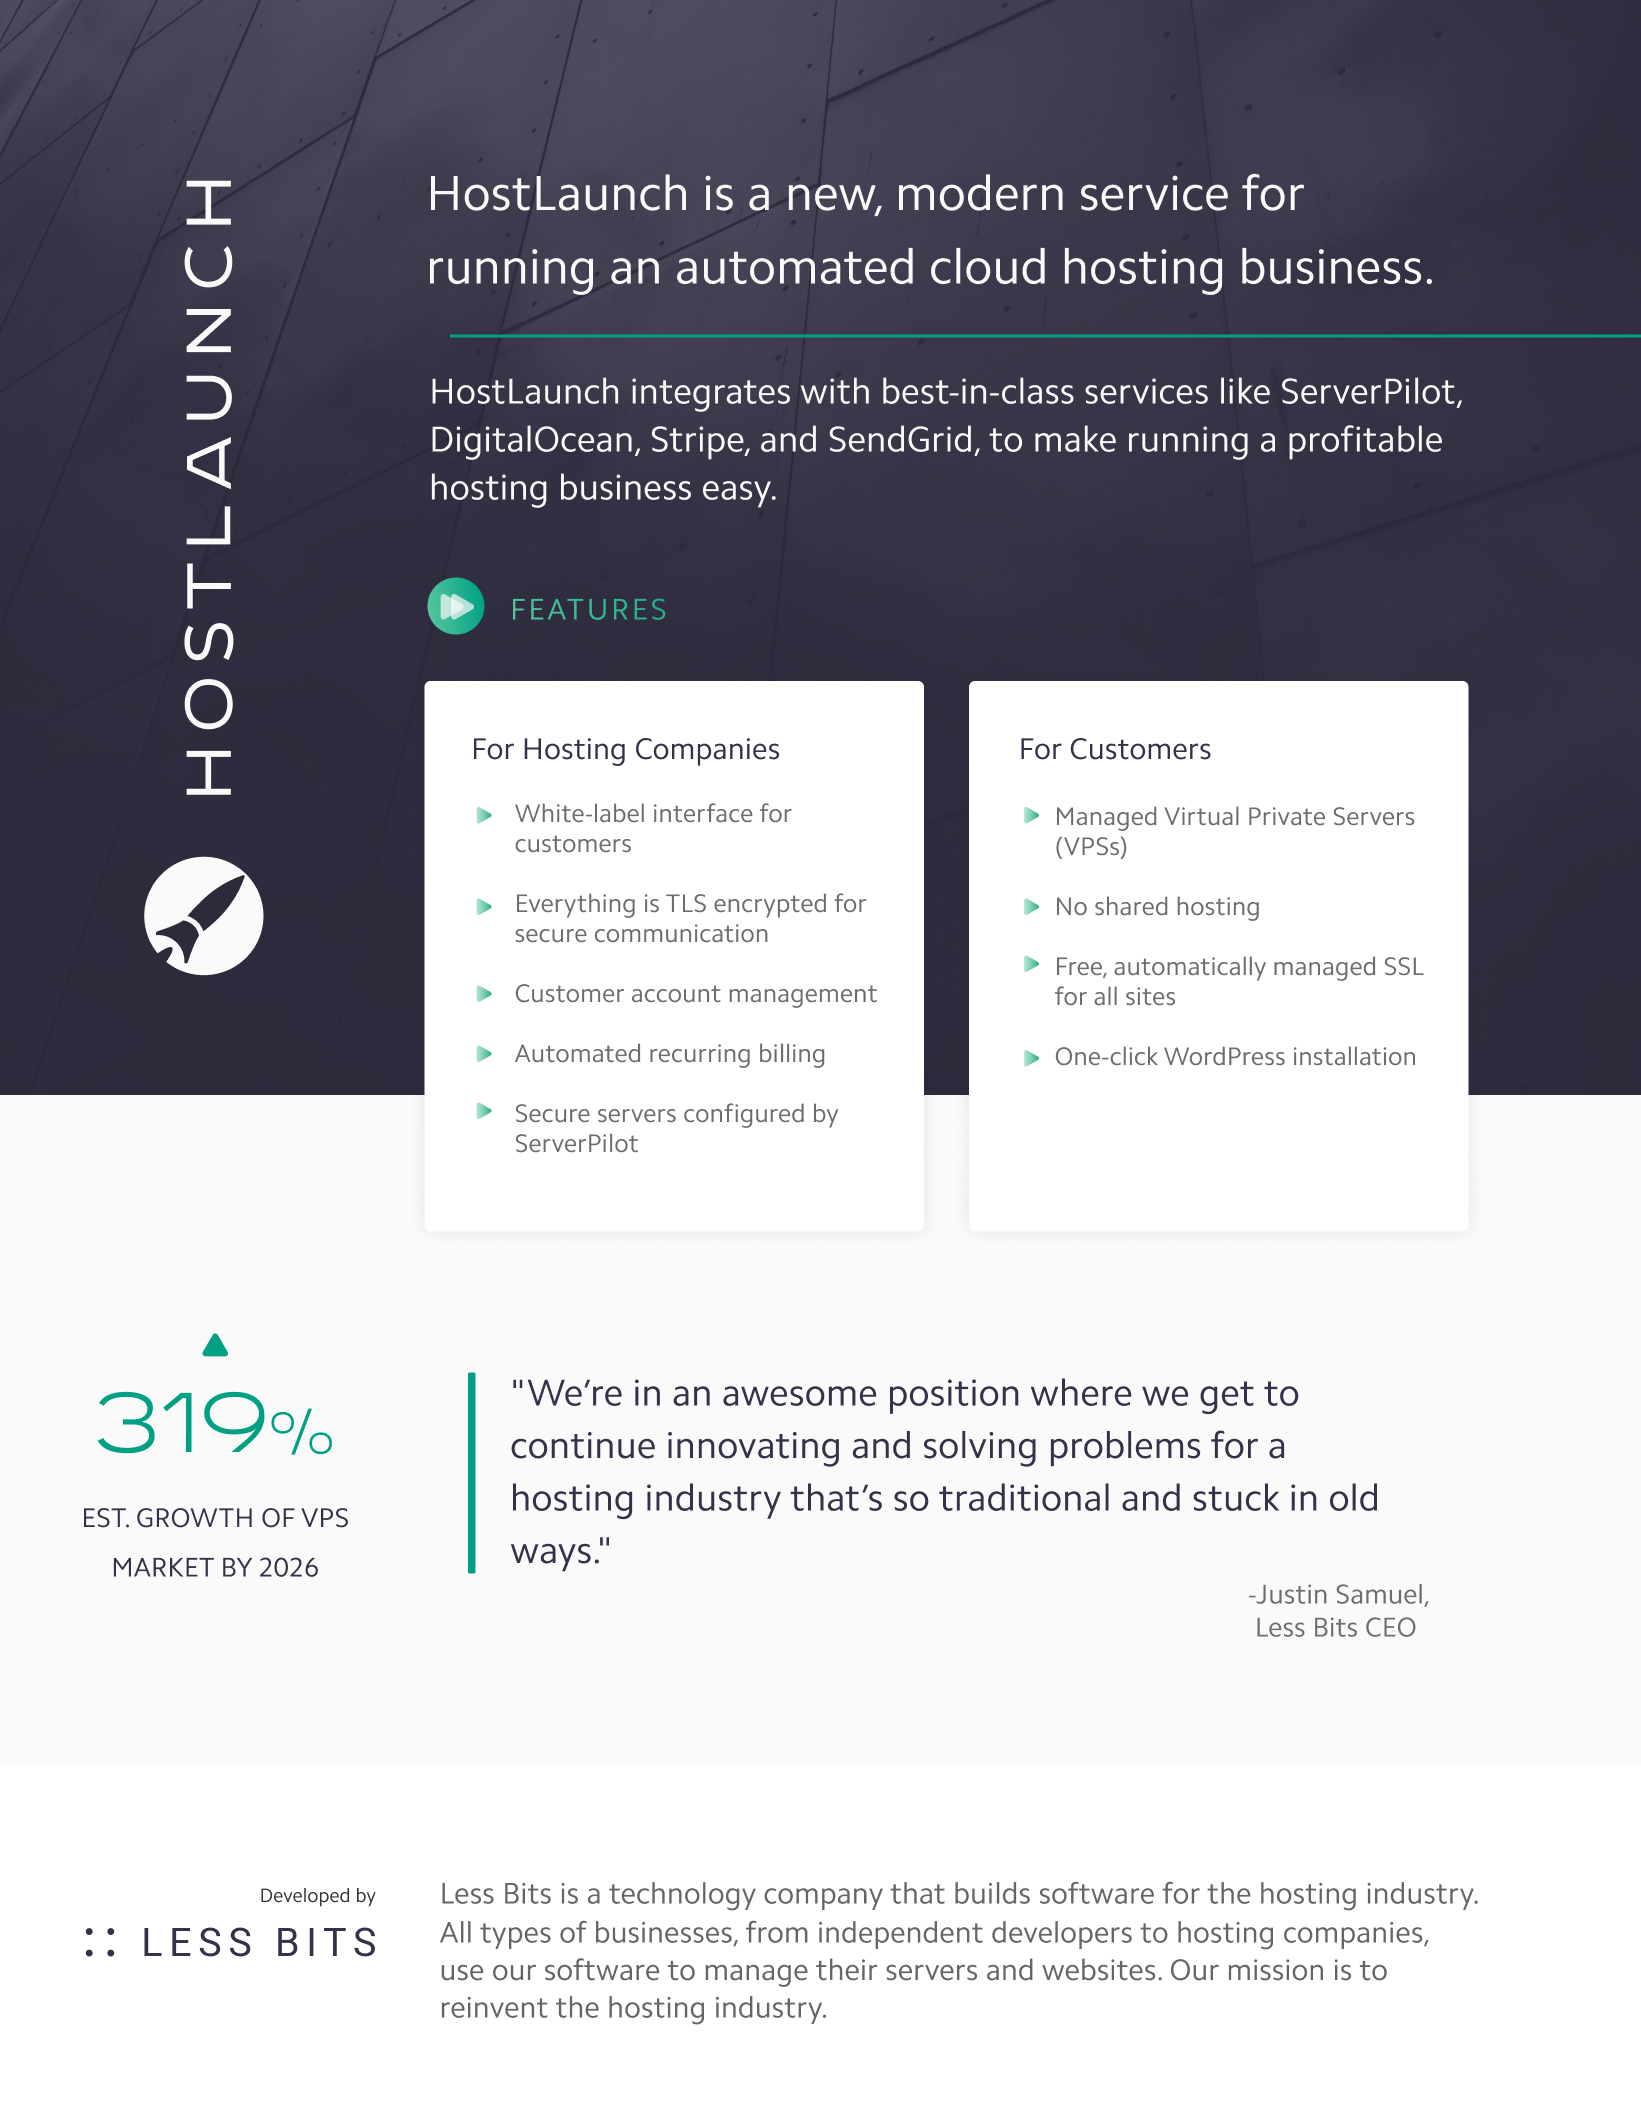 HOSTLAUNCH
HostLaunch is a new, modern service for
running an automated cloud hosting business.
HostLaunch integrates with best-in-class services like ServerPilot,
DigitalOcean, Stripe, and SendGrid, to make running a profitable
hosting business easy.
FEATURES
For Hosting Companies
White-label interface for
customers
Everything is TLS encrypted for
secure communication
Customer account management
Automated recurring billing
Secure servers configured by
ServerPilot
For Customers
Managed Virtual Private Servers
(VPSs)
No shared hosting
Free, automatically managed SSL
for all sites
One-click WordPress installation
319%
EST. GROWTH OF VPS
MARKET BY 2026
"We’re in an awesome position where we get to
continue innovating and solving problems for a
hosting industry that’s so traditional and stuck in old
ways."
-Justin Samuel,
Less Bits CEO
Developed by
LESS BITS
Less Bits is a technology company that builds software for the hosting industry.
All types of businesses, from independent developers to hosting companies,
use our software to manage their servers and websites. Our mission is to
reinvent the hosting industry.